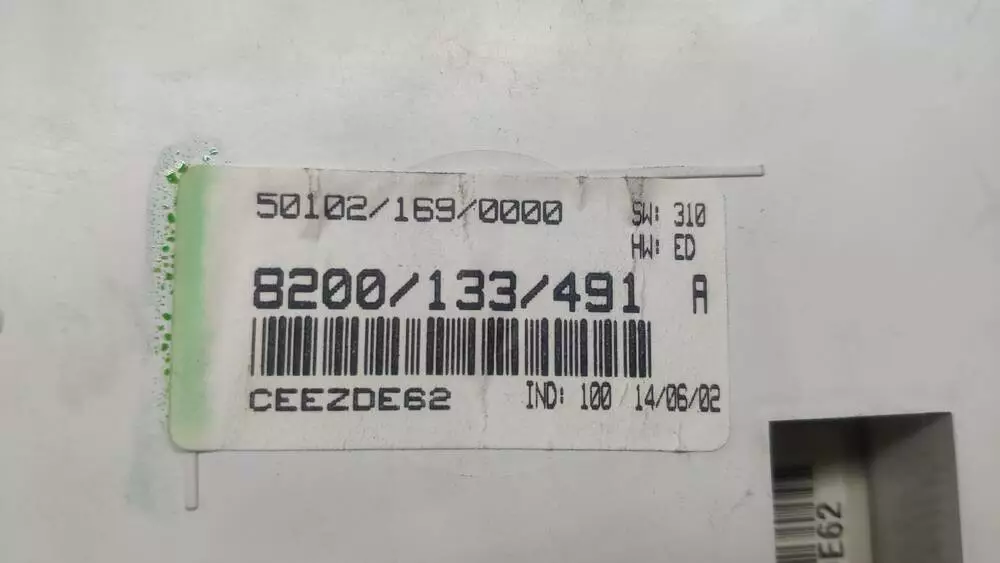 50102/169/0000
SW: 310
HW: ED
8200/133/491 A
CEEZDE62
IND: 100 / 14/06/02
E62